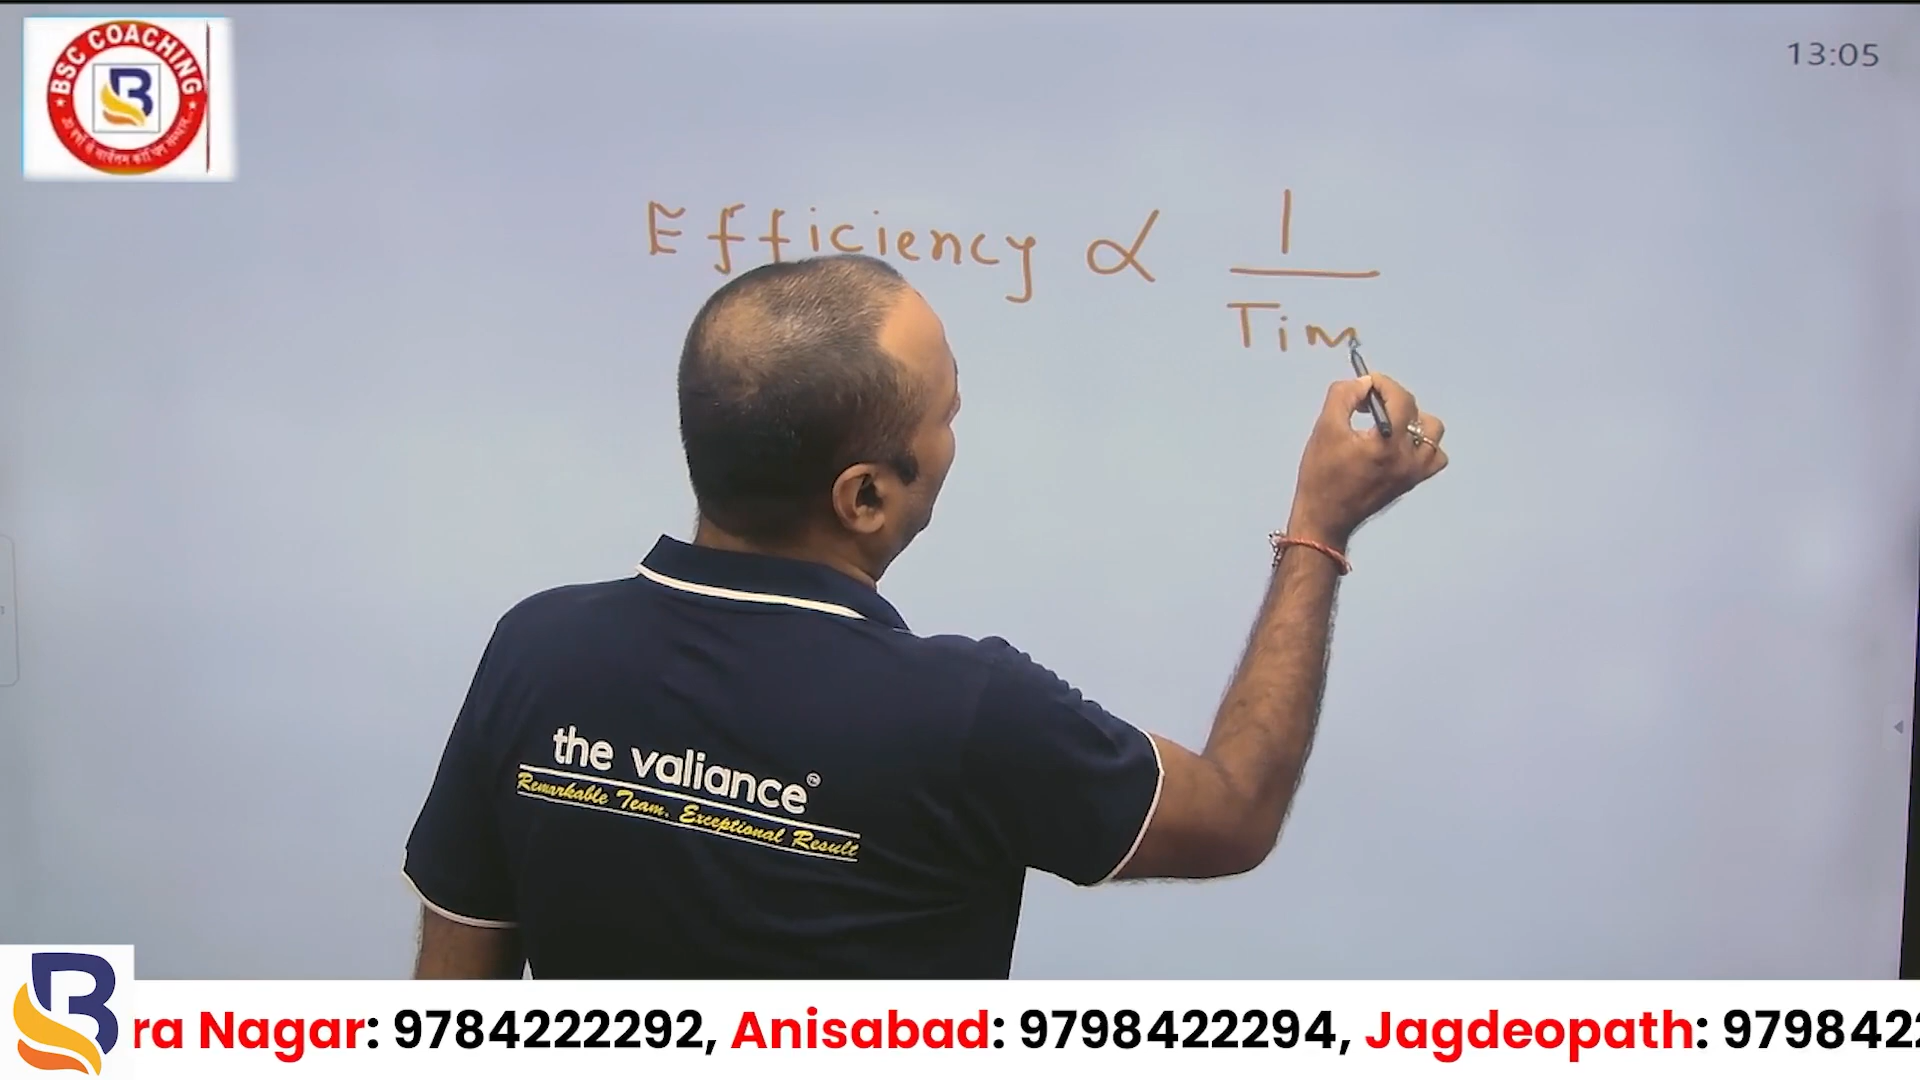 BSC COACHING
13:05
Efficiency ∝ 1
Tim
the valiance
Remarkable Team. Exceptional Result
ra Nagar: 9784222292, Anisabad: 9798422294, Jagdeopath: 979842